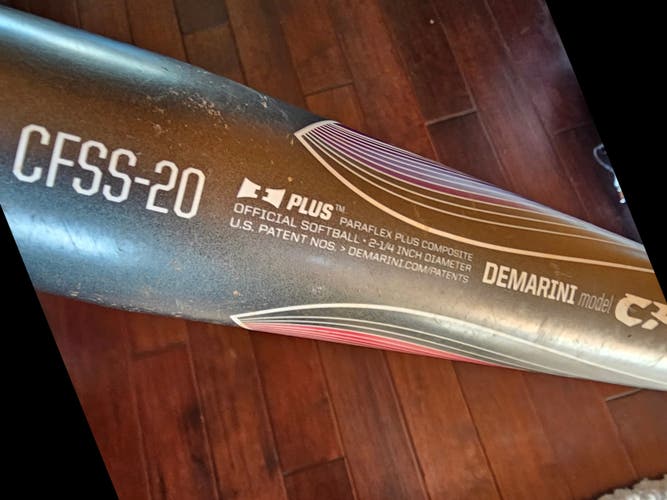 CFSS-20
PLUS™ PARAFLEX PLUS COMPOSITE
OFFICIAL SOFTBALL • 2-1/4 INCH DIAMETER
U.S. PATENT NOS. > DEMARINI.COM/PATENTS
DEMARINI model